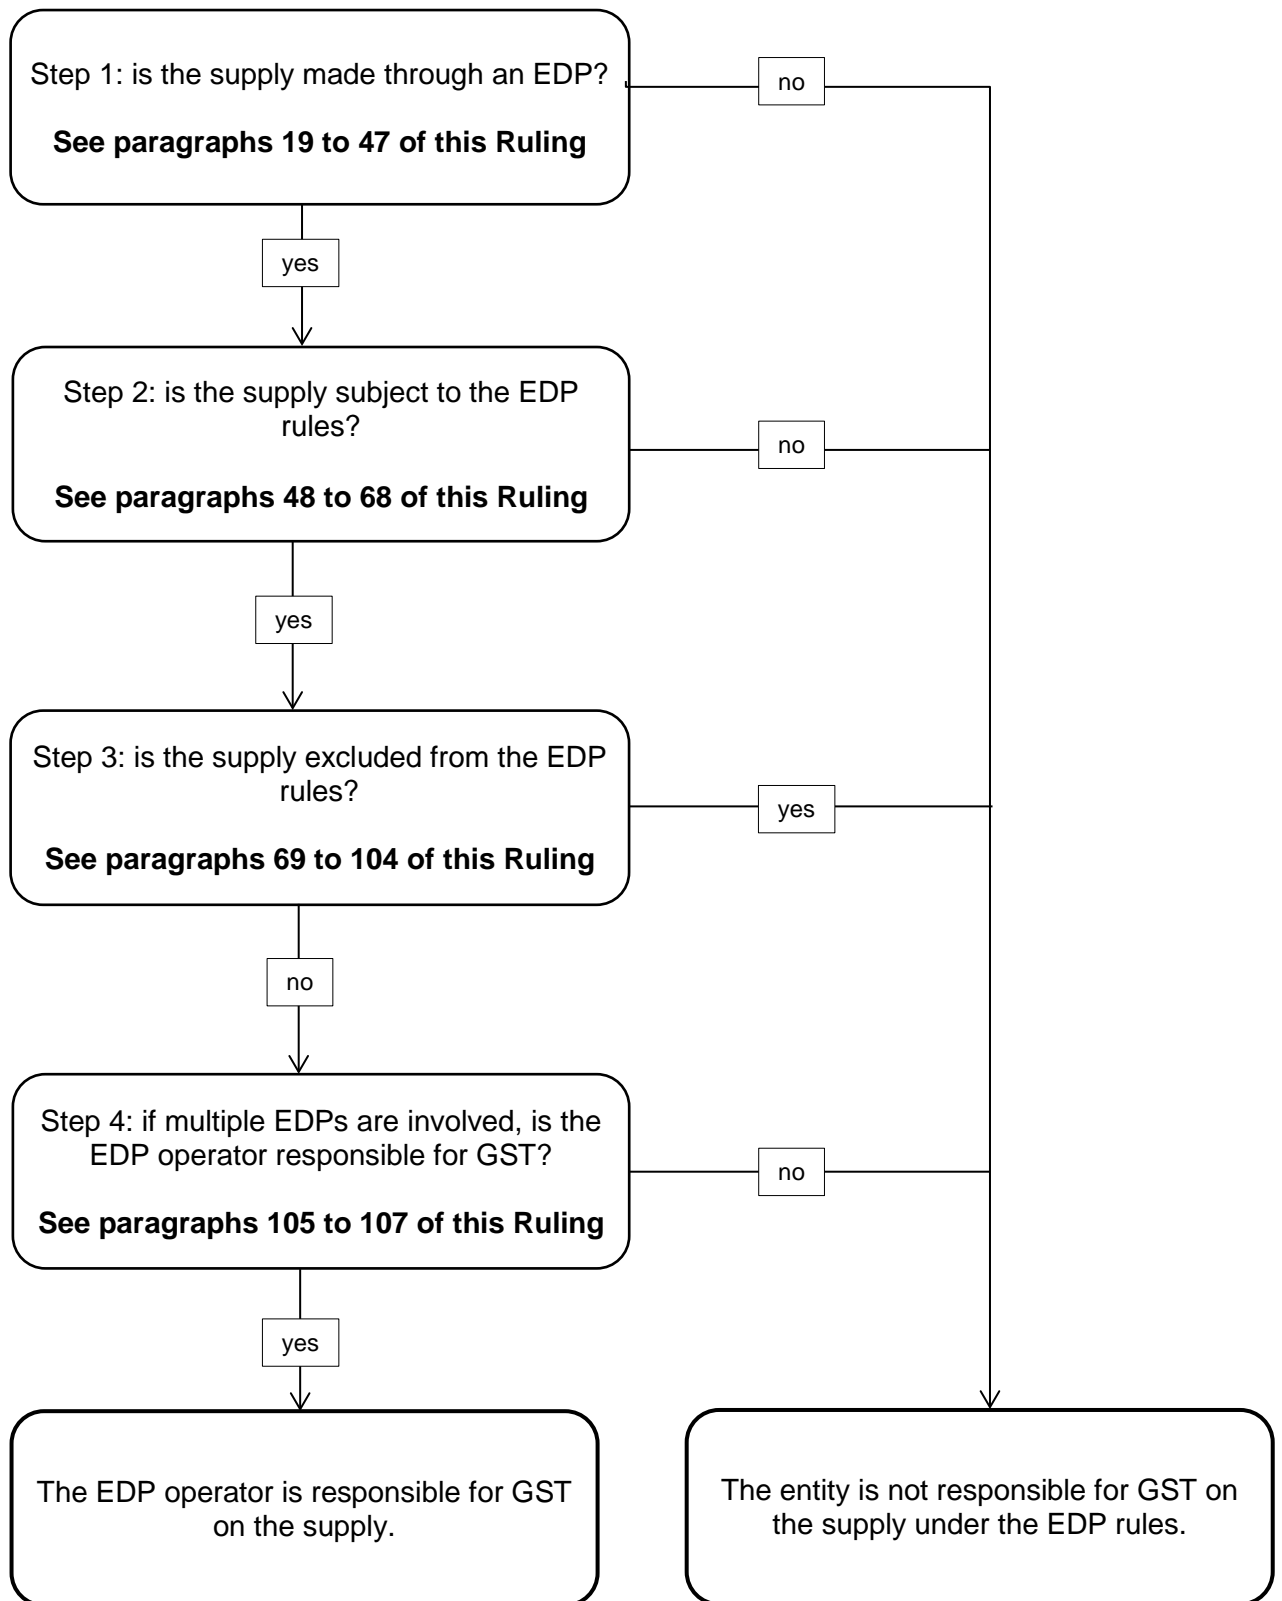 Step 1: is the supply made through an EDP?
no
See paragraphs 19 to 47 of this Ruling
yes
Step 2: is the supply subject to the EDP
rules?
no
See paragraphs 48 to 68 of this Ruling
yes
Step 3: is the supply excluded from the EDP
rules?
yes
See paragraphs 69 to 104 of this Ruling
no
Step 4: if multiple EDPs are involved, is the
EDP operator responsible for GST?
no
See paragraphs 105 to 107 of this Ruling
yes
The EDP operator is responsible for GST
on the supply.
The entity is not responsible for GST on
the supply under the EDP rules.